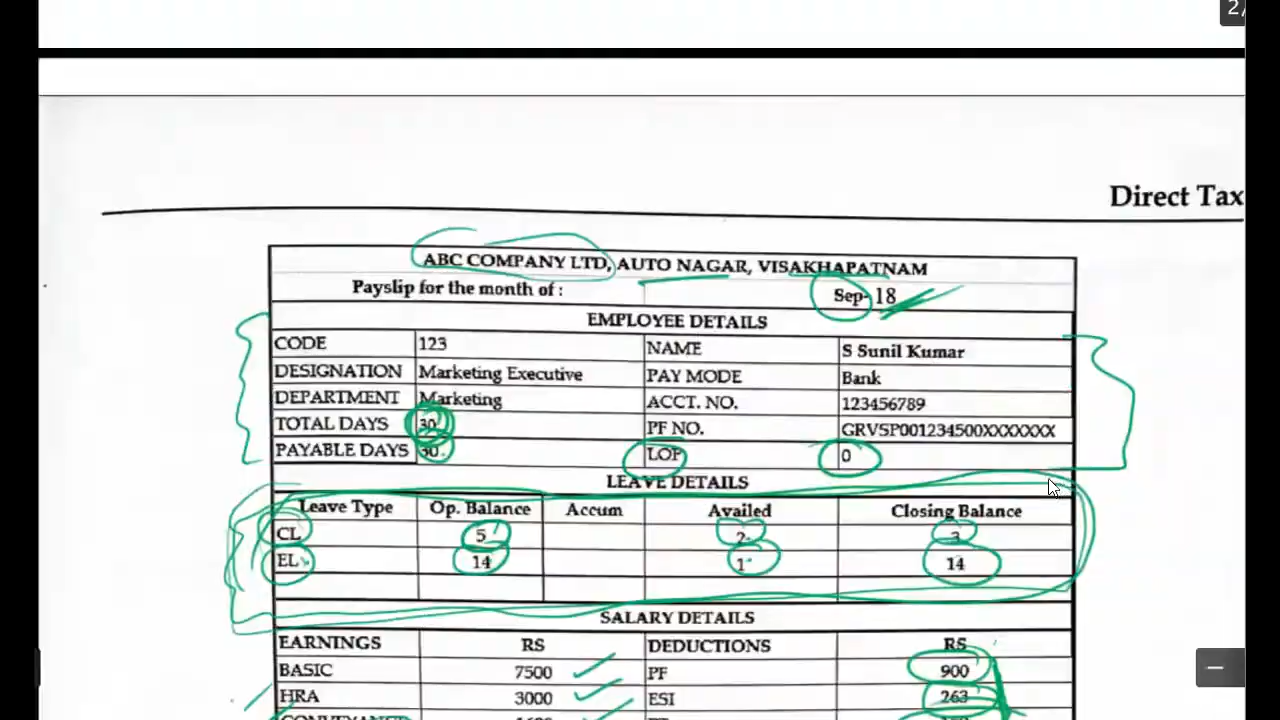 2/
Direct Tax
ABC COMPANY LTD, AUTO NAGAR, VISAKHAPATNAM
Payslip for the month of : Sep-18
EMPLOYEE DETAILS
CODE 123 NAME S Sunil Kumar
DESIGNATION Marketing Executive PAY MODE Bank
DEPARTMENT Marketing ACCT. NO. 123456789
TOTAL DAYS 30 PF NO. GRVSP001234500XXXXXXX
PAYABLE DAYS 30 LOP 0
LEAVE DETAILS
Leave Type Op. Balance Accum Availed Closing Balance
CL 5 2 3
EL 14 1 14
SALARY DETAILS
EARNINGS RS DEDUCTIONS RS
BASIC 7500 PF 900
HRA 3000 ESI 263